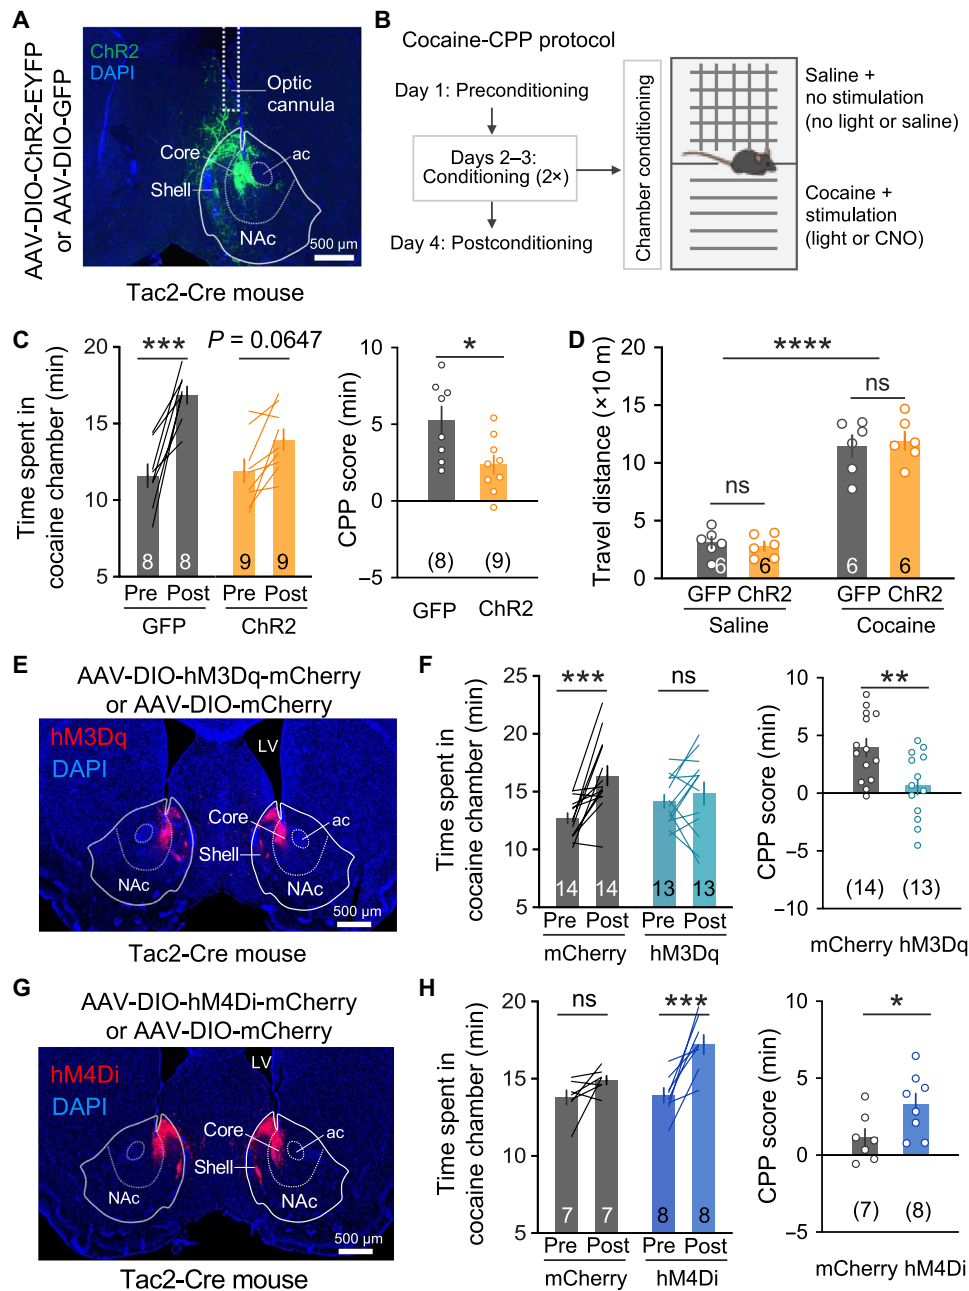 A
AAV-DIO-ChR2-EYFP
or AAV-DIO-GFP
ChR2
DAPI
Optic
cannula
Core
ac
Shell
NAc
500 µm
Tac2-Cre mouse
B
Cocaine-CPP protocol
Day 1: Preconditioning
Days 2–3:
Conditioning (2×)
Day 4: Postconditioning
Chamber conditioning
Saline +
no stimulation
(no light or saline)
Cocaine +
stimulation
(light or CNO)
C
Time spent in
cocaine chamber (min)
20
15
10
5
***
P = 0.0647
8
8
9
9
Pre Post
Pre Post
GFP
ChR2
CPP score (min)
10
5
0
−5
*
(8)
(9)
GFP
ChR2
D
Travel distance (×10 m)
20
15
10
5
0
****
ns
ns
6
6
6
6
GFP ChR2
GFP ChR2
Saline
Cocaine
E
AAV-DIO-hM3Dq-mCherry
or AAV-DIO-mCherry
hM3Dq
DAPI
LV
Core
ac
Shell
NAc
NAc
500 µm
Tac2-Cre mouse
F
Time spent in
cocaine chamber (min)
25
20
15
10
5
***
ns
14
14
13
13
Pre Post
Pre Post
mCherry
hM3Dq
CPP score (min)
10
5
0
−5
−10
**
(14)
(13)
mCherry hM3Dq
G
AAV-DIO-hM4Di-mCherry
or AAV-DIO-mCherry
hM4Di
DAPI
LV
Core
ac
Shell
NAc
NAc
500 µm
Tac2-Cre mouse
H
Time spent in
cocaine chamber (min)
20
15
10
5
ns
***
7
7
8
8
Pre Post
Pre Post
mCherry
hM4Di
CPP score (min)
10
5
0
−5
*
(7)
(8)
mCherry hM4Di